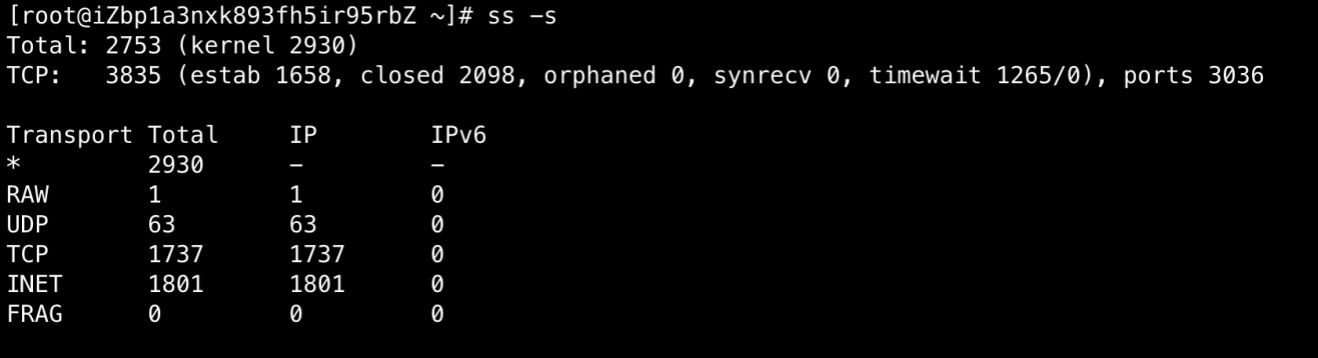 [root@iZbp1a3nxk893fh5ir95rbZ ~]# ss -s
Total: 2753 (kernel 2930)
TCP:   3835 (estab 1658, closed 2098, orphaned 0, synrecv 0, timewait 1265/0), ports 3036

Transport Total     IP        IPv6
*         2930      -         -
RAW       1         1         0
UDP       63        63        0
TCP       1737      1737      0
INET      1801      1801      0
FRAG      0         0         0